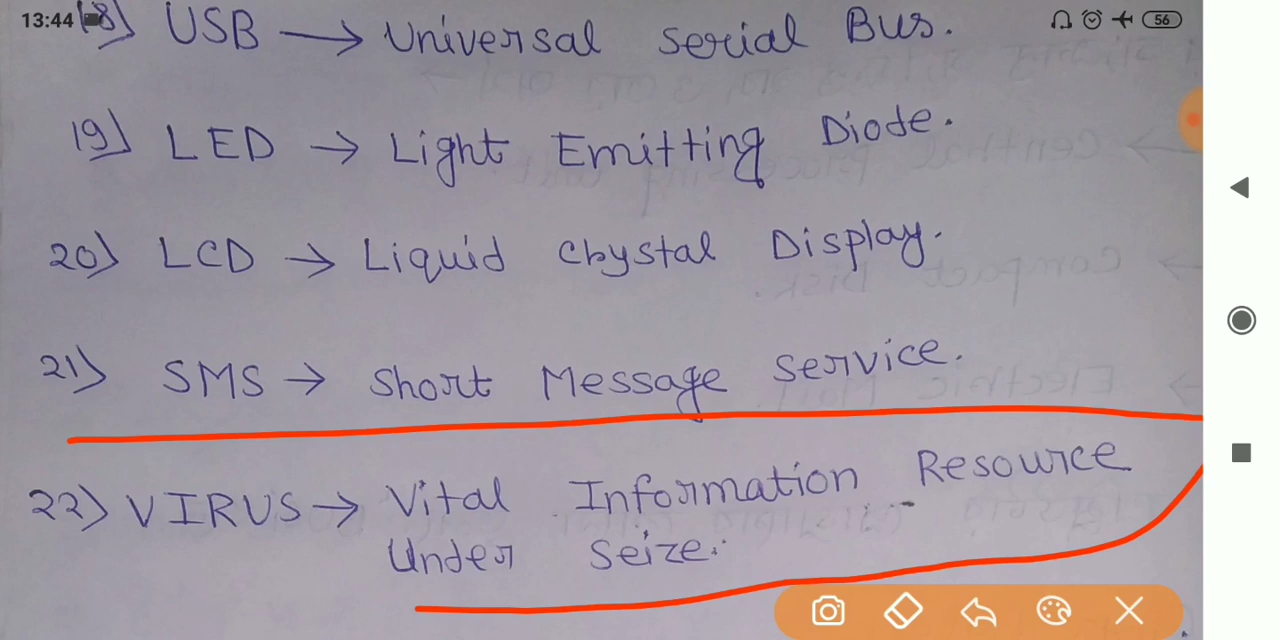 13:44
56
18) USB → Universal Serial Bus.
19) LED → Light Emitting Diode.
20) LCD → Liquid Crystal Display.
21) SMS → Short Message Service.
22) VIRUS → Vital Information Resource
Under Seize.